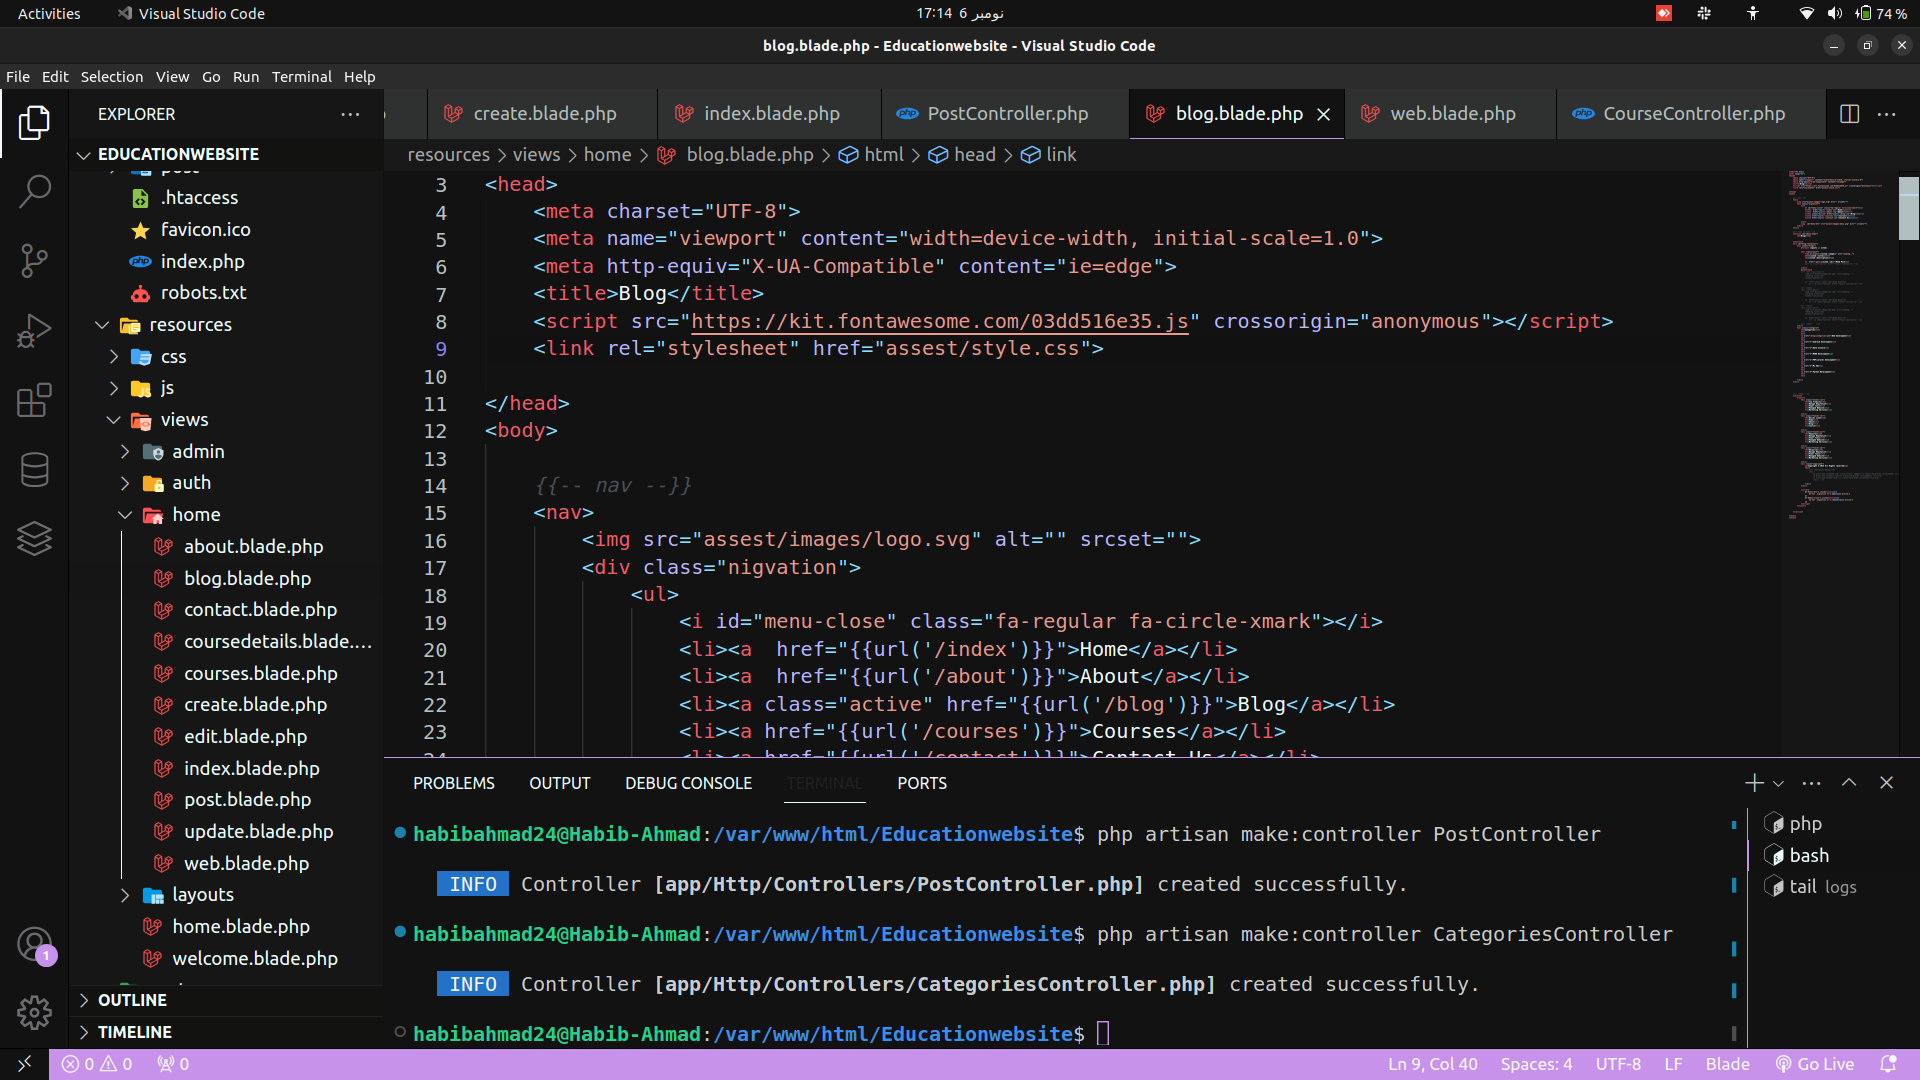 Activities Visual Studio Code نومبر 6 17:14 74 %
blog.blade.php - Educationwebsite - Visual Studio Code
File Edit Selection View Go Run Terminal Help
EXPLORER
create.blade.php index.blade.php PostController.php blog.blade.php web.blade.php CourseController.php
EDUCATIONWEBSITE
post
.htaccess
favicon.ico
index.php
robots.txt
resources
css
js
views
admin
auth
home
about.blade.php
blog.blade.php
contact.blade.php
coursedetails.blade....
courses.blade.php
create.blade.php
edit.blade.php
index.blade.php
post.blade.php
update.blade.php
web.blade.php
layouts
home.blade.php
welcome.blade.php
OUTLINE
TIMELINE
1
resources > views > home > blog.blade.php > html > head > link
3 <head>
4 <meta charset="UTF-8">
5 <meta name="viewport" content="width=device-width, initial-scale=1.0">
6 <meta http-equiv="X-UA-Compatible" content="ie=edge">
7 <title>Blog</title>
8 <script src="https://kit.fontawesome.com/03dd516e35.js" crossorigin="anonymous"></script>
9 <link rel="stylesheet" href="assest/style.css">
10
11 </head>
12 <body>
13
14 {{-- nav --}}
15 <nav>
16 <img src="assest/images/logo.svg" alt="" srcset="">
17 <div class="nigvation">
18 <ul>
19 <i id="menu-close" class="fa-regular fa-circle-xmark"></i>
20 <li><a  href="{{url('/index')}}">Home</a></li>
21 <li><a  href="{{url('/about')}}">About</a></li>
22 <li><a class="active" href="{{url('/blog')}}">Blog</a></li>
23 <li><a href="{{url('/courses')}}">Courses</a></li>
24 <li><a href="{{url('/contact')}}">Contact Us</a></li>
PROBLEMS OUTPUT DEBUG CONSOLE TERMINAL PORTS
habibahmad24@Habib-Ahmad:/var/www/html/Educationwebsite$ php artisan make:controller PostController
INFO Controller [app/Http/Controllers/PostController.php] created successfully.
habibahmad24@Habib-Ahmad:/var/www/html/Educationwebsite$ php artisan make:controller CategoriesController
INFO Controller [app/Http/Controllers/CategoriesController.php] created successfully.
habibahmad24@Habib-Ahmad:/var/www/html/Educationwebsite$
php
bash
tail logs
0 0 0 Ln 9, Col 40 Spaces: 4 UTF-8 LF Blade Go Live